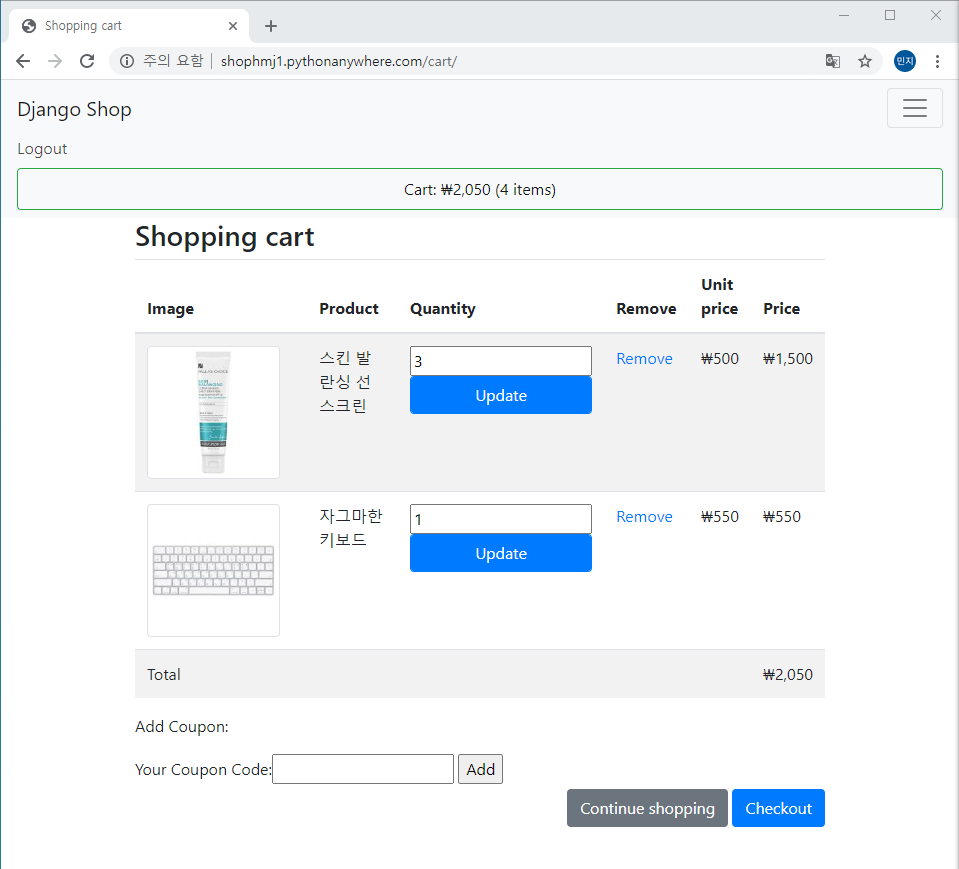 Shopping cart
주의 요함 | shophmj1.pythonanywhere.com/cart/
민지
Django Shop
Logout
Cart: ₩2,050 (4 items)
Shopping cart
Image Product Quantity Remove Unit price Price
스킨 발
란싱 선
스크린
3
Update
Remove
₩500
₩1,500
자그마한
키보드
1
Update
Remove
₩550
₩550
Total ₩2,050
Add Coupon:
Your Coupon Code: Add
Continue shopping Checkout